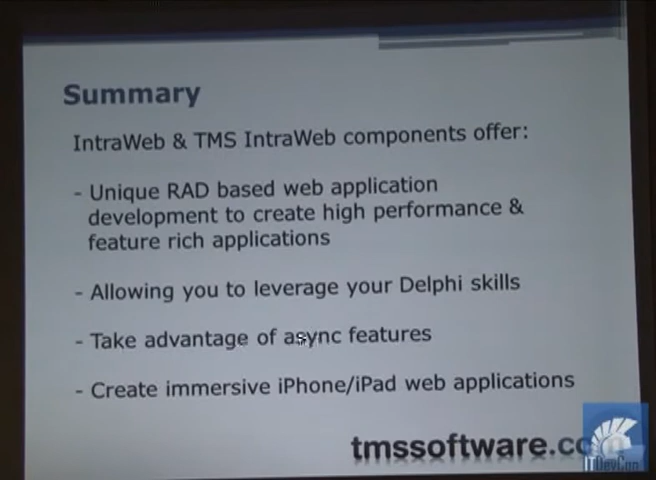 Summary
IntraWeb & TMS IntraWeb components offer:
- Unique RAD based web application
development to create high performance &
feature rich applications
- Allowing you to leverage your Delphi skills
- Take advantage of async features
- Create immersive iPhone/iPad web applications
tmssoftware.co
ITDevCon